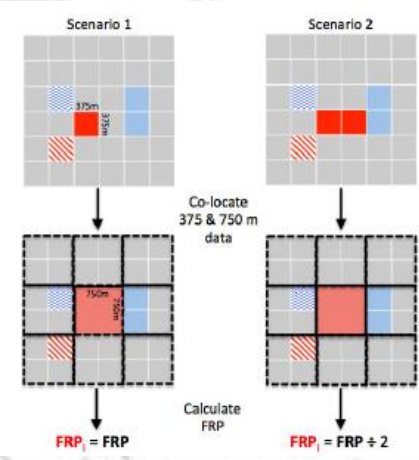 Scenario 1
Scenario 2
375m
375m
Co-locate
375 & 750 m
data
750m
750m
Calculate
FRP
FRPi = FRP
FRPi = FRP ÷ 2